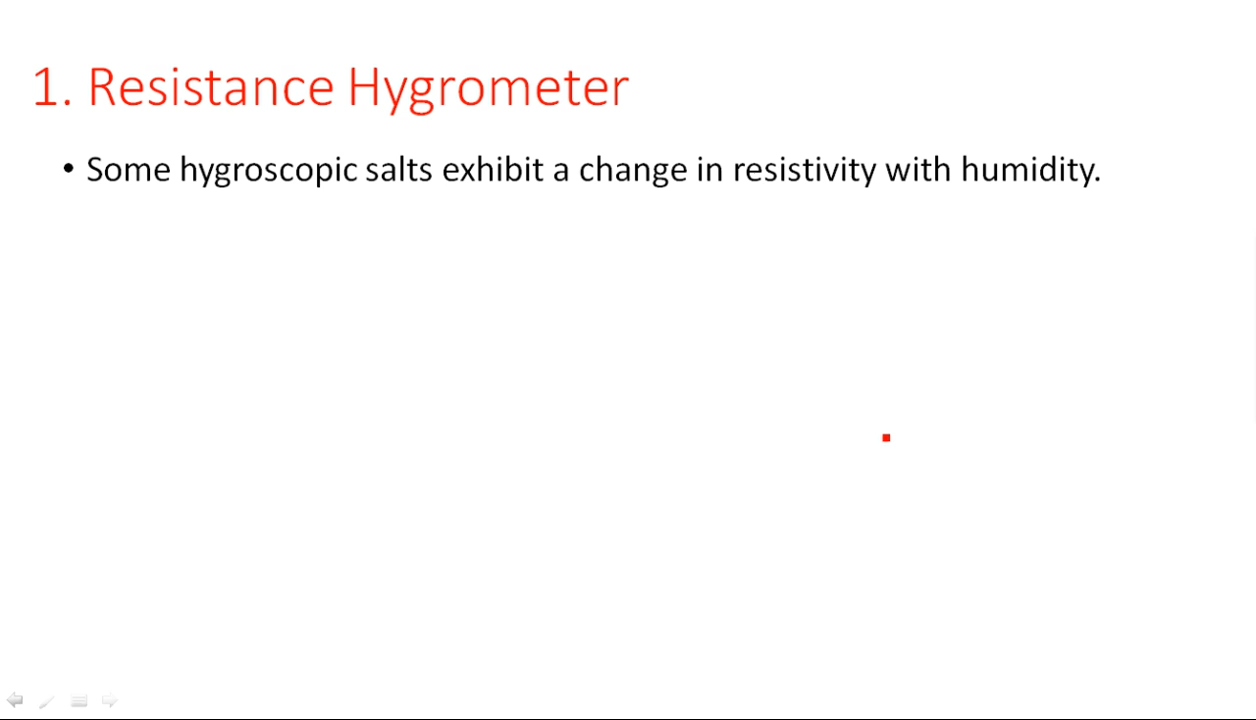 1. Resistance Hygrometer
• Some hygroscopic salts exhibit a change in resistivity with humidity.